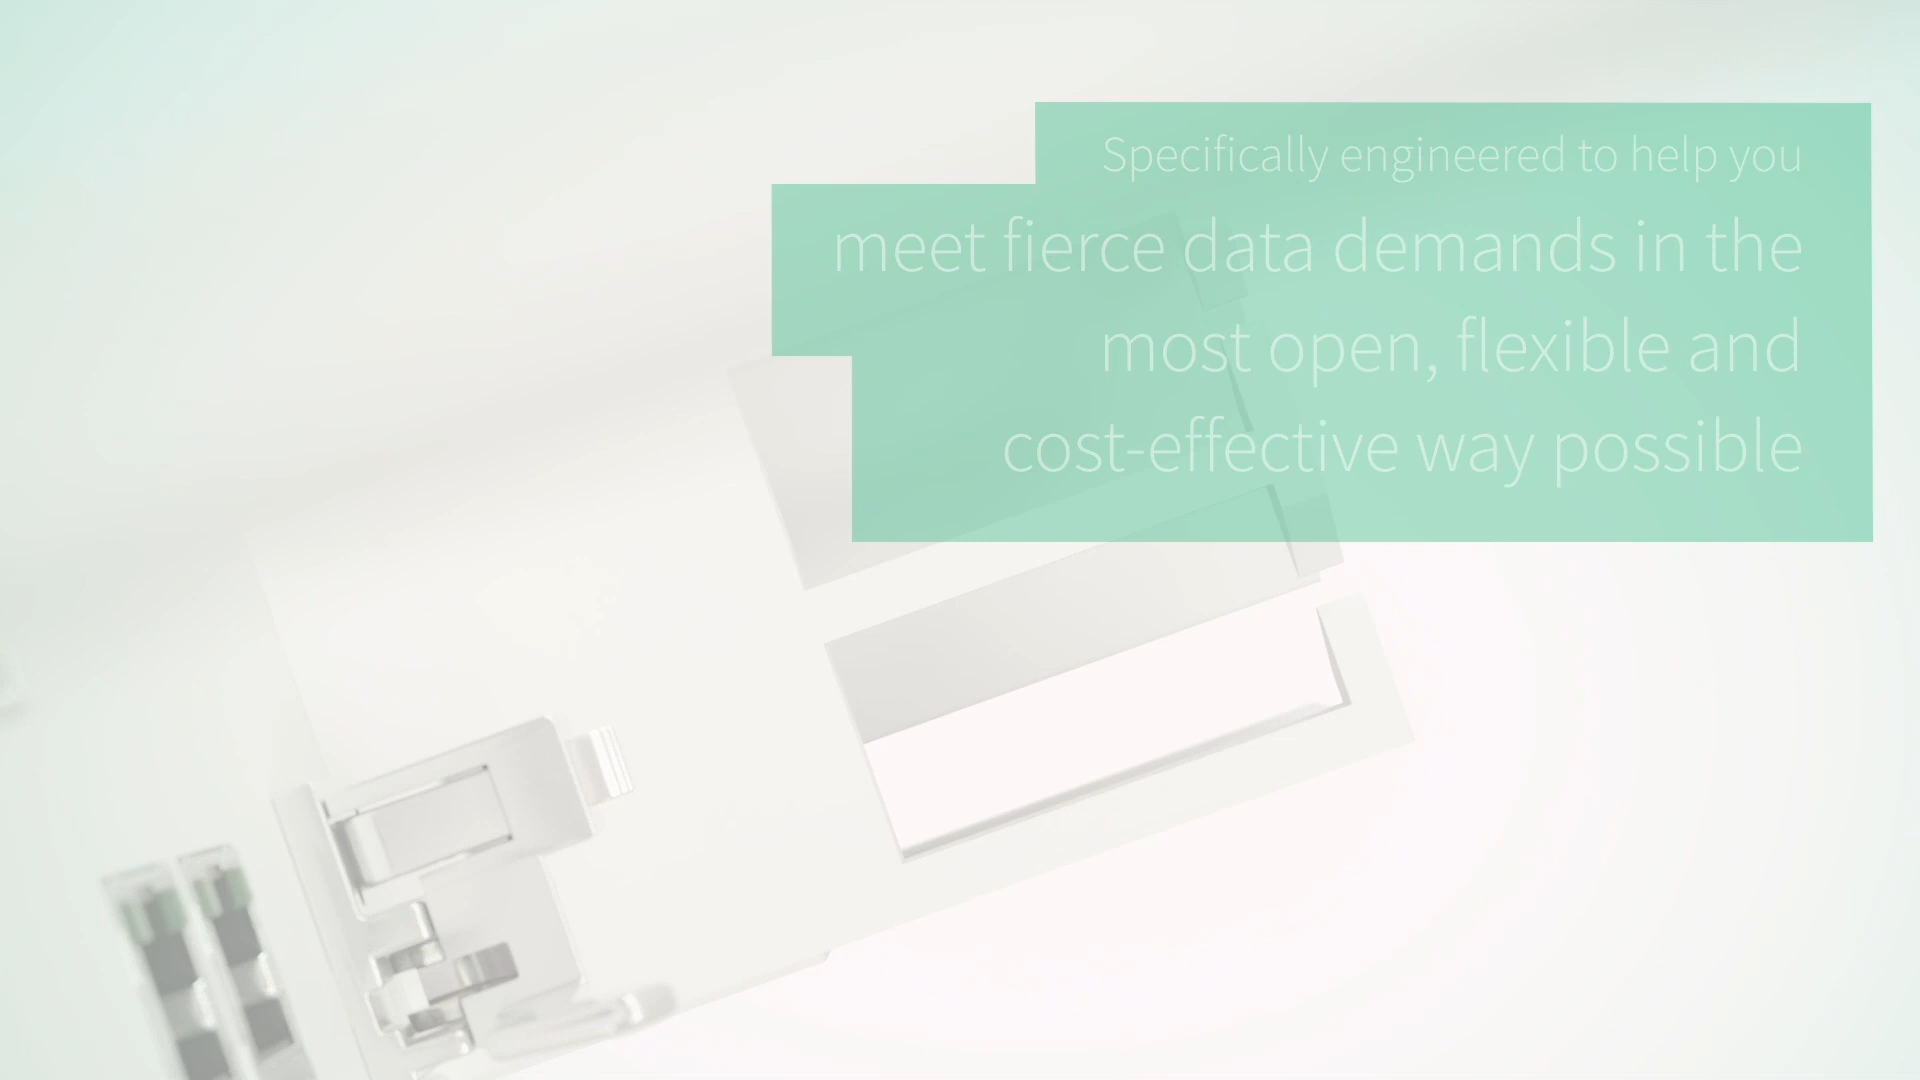 Specifically engineered to help you
meet fierce data demands in the
most open, flexible and
cost-effective way possible